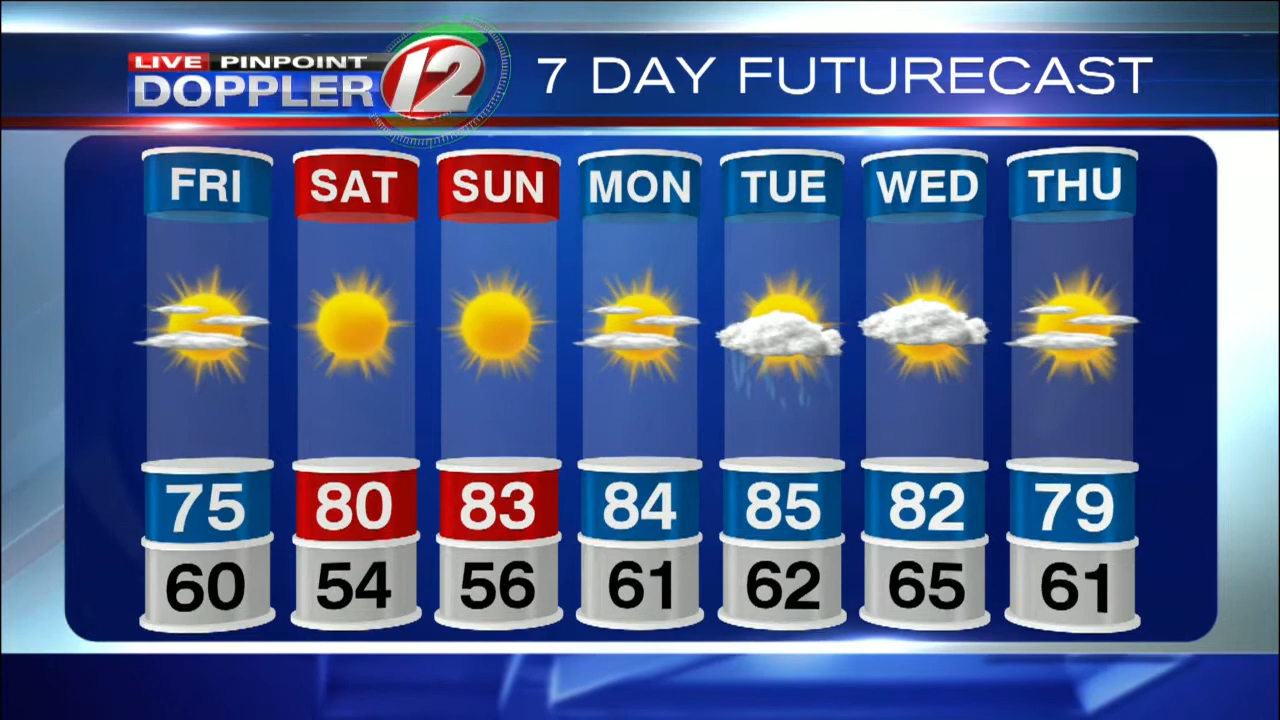 LIVE PINPOINT
DOPPLER 12
7 DAY FUTURECAST
FRI SAT SUN MON TUE WED THU
75 80 83 84 85 82 79
60 54 56 61 62 65 61